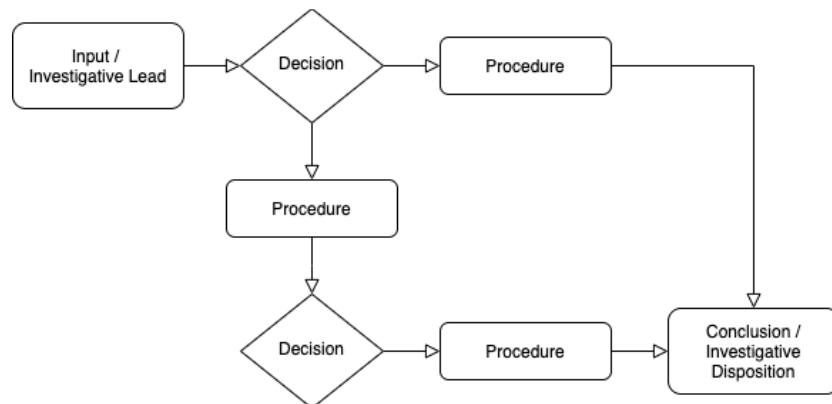 Input /
Investigative Lead
Decision
Procedure
Procedure
Decision
Procedure
Conclusion /
Investigative
Disposition